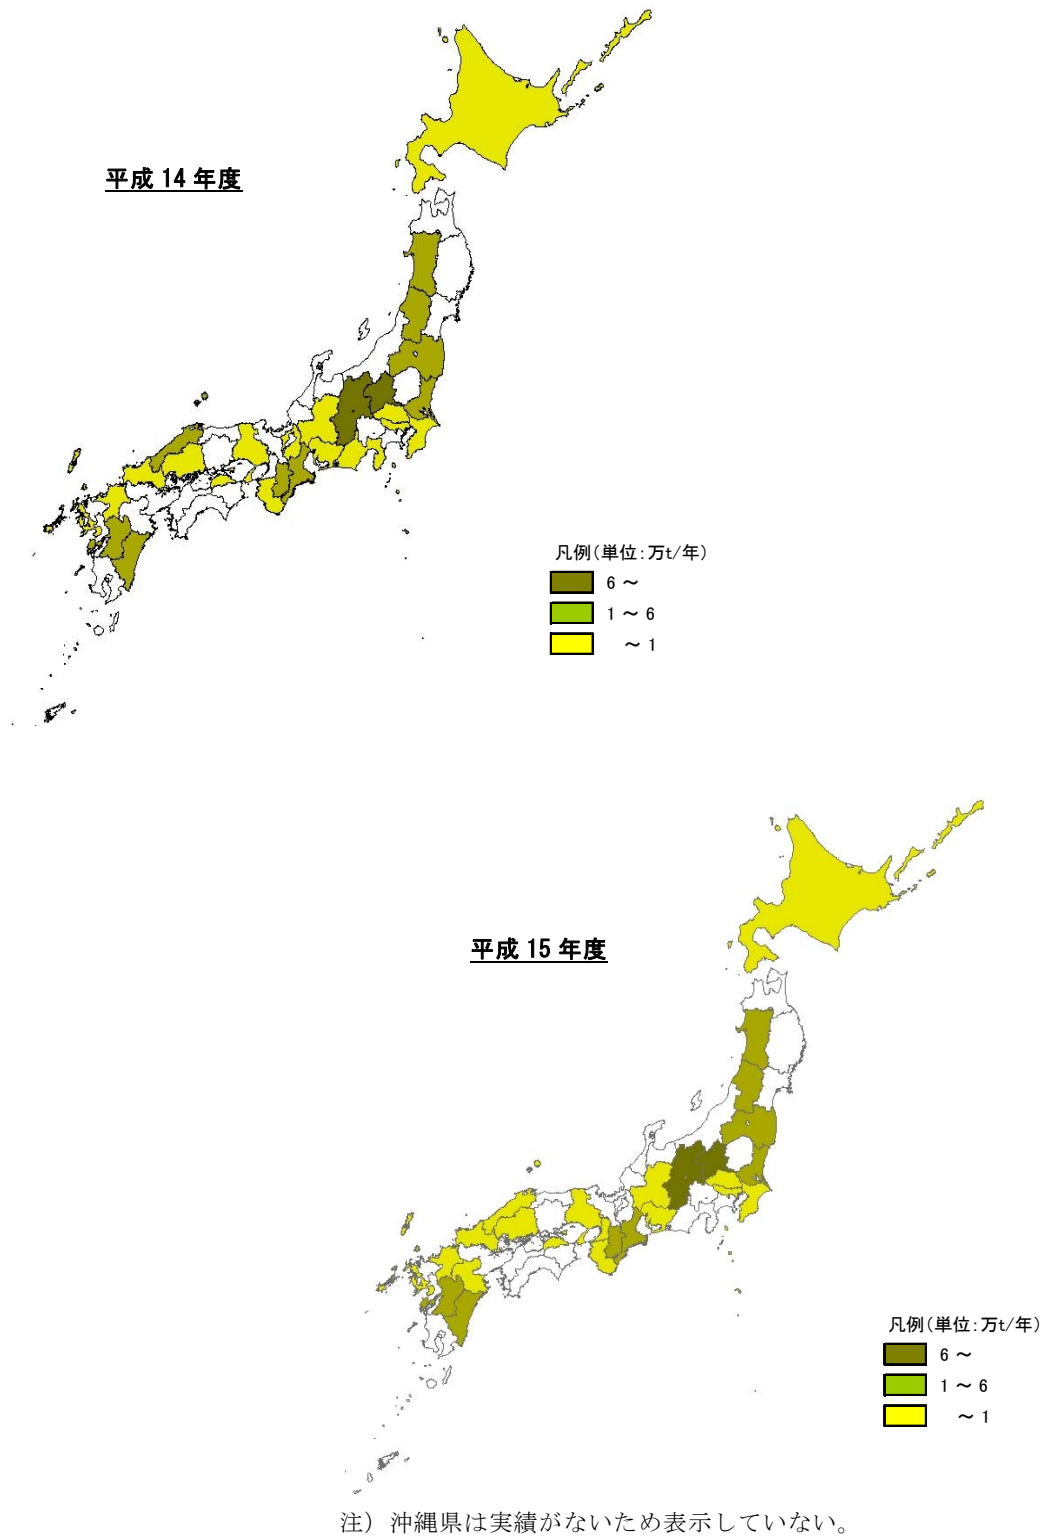 平成 14 年度
凡例(単位：万t/年)
6 ～
1 ～ 6
～ 1
平成 15 年度
凡例(単位：万t/年)
6 ～
1 ～ 6
～ 1
注）沖縄県は実績がないため表示していない。